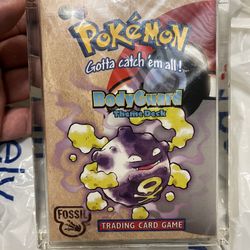 POKéMON
Gotta catch 'em all!
BodyGuard
Theme Deck
FOSSIL
TRADING CARD GAME